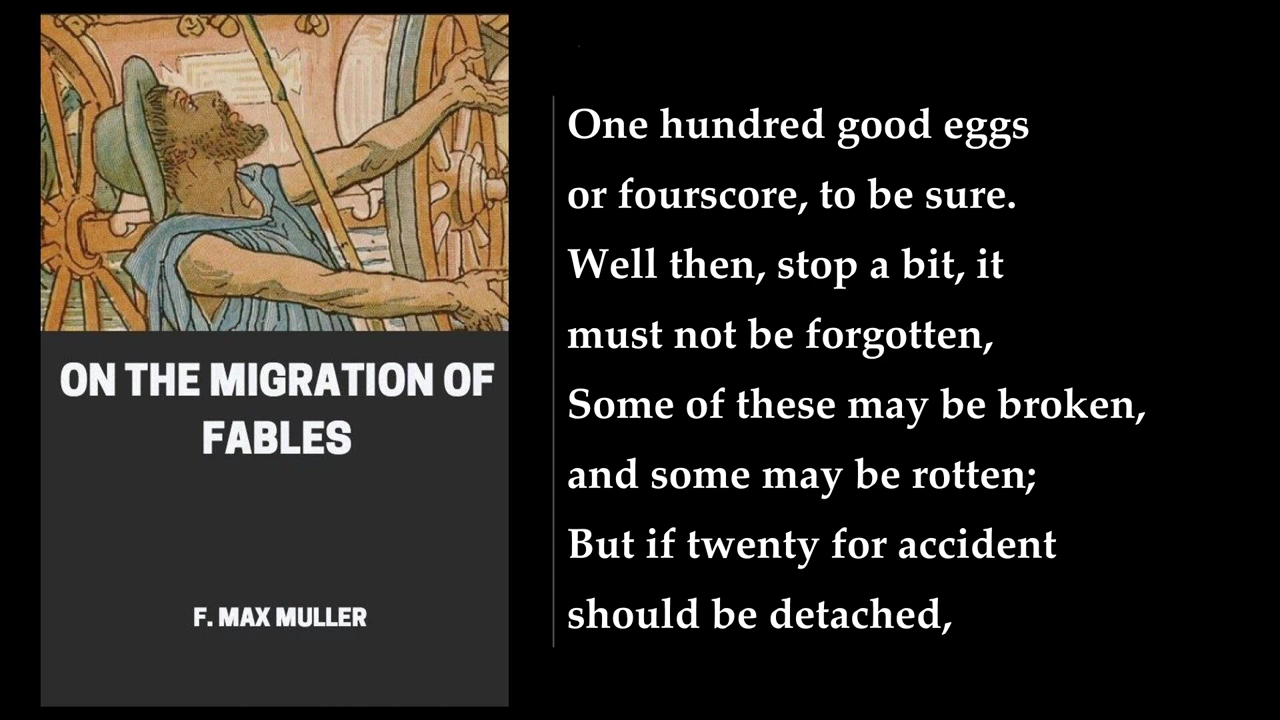 ON THE MIGRATION OF
FABLES
F. MAX MULLER
One hundred good eggs
or fourscore, to be sure.
Well then, stop a bit, it
must not be forgotten,
Some of these may be broken,
and some may be rotten;
But if twenty for accident
should be detached,